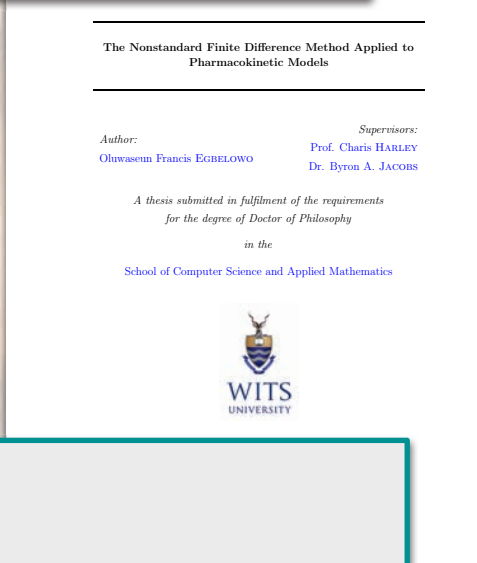 The Nonstandard Finite Difference Method Applied to
Pharmacokinetic Models
Author:
Oluwaseun Francis EGBELOWO
Supervisors:
Prof. Charis HARLEY
Dr. Byron A. JACOBS
A thesis submitted in fulfilment of the requirements
for the degree of Doctor of Philosophy
in the
School of Computer Science and Applied Mathematics
WITS
UNIVERSITY